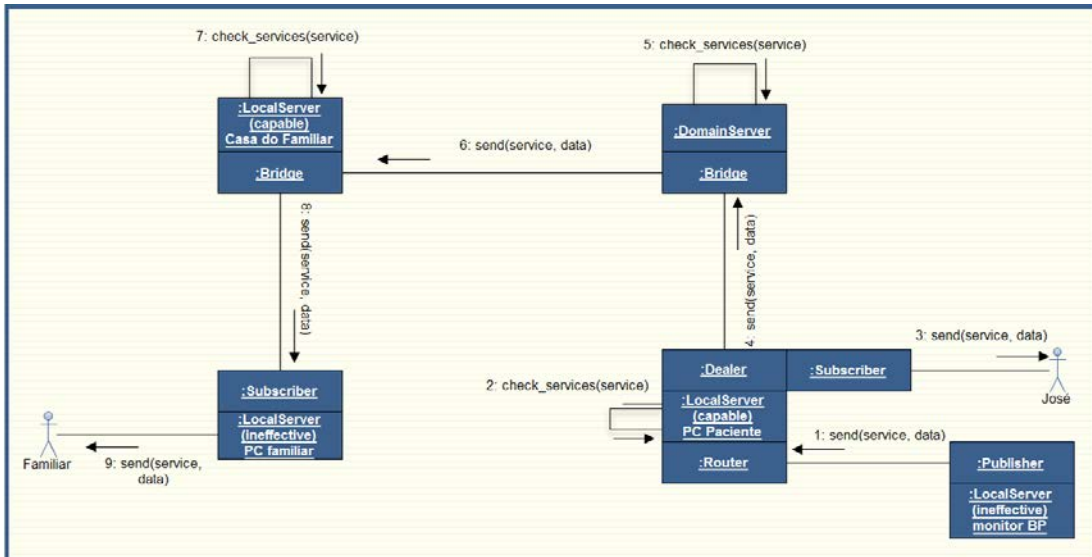 7: check_services(service)
5: check_services(service)
:LocalServer
(capable)
Casa do Familiar
:Bridge
:DomainServer
:Bridge
6: send(service, data)
8: send(service,
data)
4: send(service,
data)
3: send(service, data)
José
:Subscriber
:LocalServer
(ineffective)
PC familiar
Familiar
9: send(service,
data)
2:
check_services(service)
:Dealer
:Subscriber
:LocalServer
(capable)
PC Paciente
:Router
1: send(service, data)
:Publisher
:LocalServer
(ineffective)
monitor BP